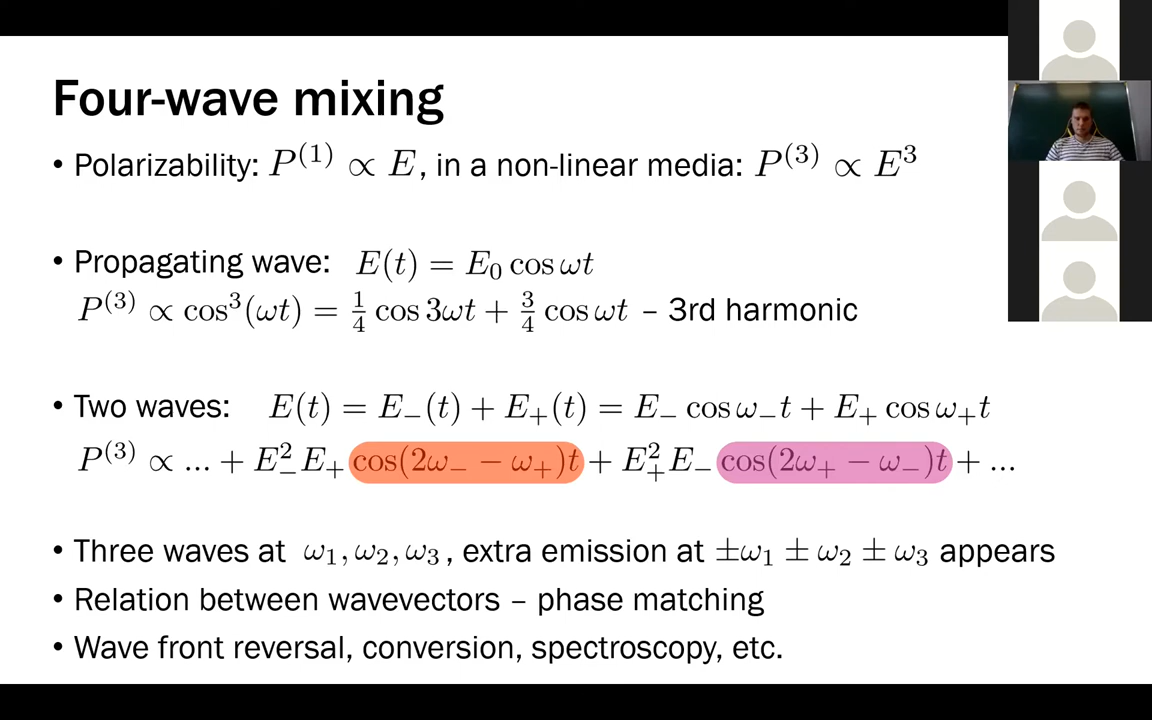 Four-wave mixing
• Polarizability: P^(1) ∝ E, in a non-linear media: P^(3) ∝ E^3
• Propagating wave: E(t) = E_0 cos ωt
P^(3) ∝ cos^3(ωt) = 1/4 cos 3ωt + 3/4 cos ωt – 3rd harmonic
• Two waves: E(t) = E_−(t) + E_+(t) = E_− cos ω_−t + E_+ cos ω_+t
P^(3) ∝ ... + E_−^2 E_+ cos(2ω_− − ω_+)t + E_+^2 E_− cos(2ω_+ − ω_−)t + ...
• Three waves at ω_1, ω_2, ω_3, extra emission at ±ω_1 ± ω_2 ± ω_3 appears
• Relation between wavevectors – phase matching
• Wave front reversal, conversion, spectroscopy, etc.